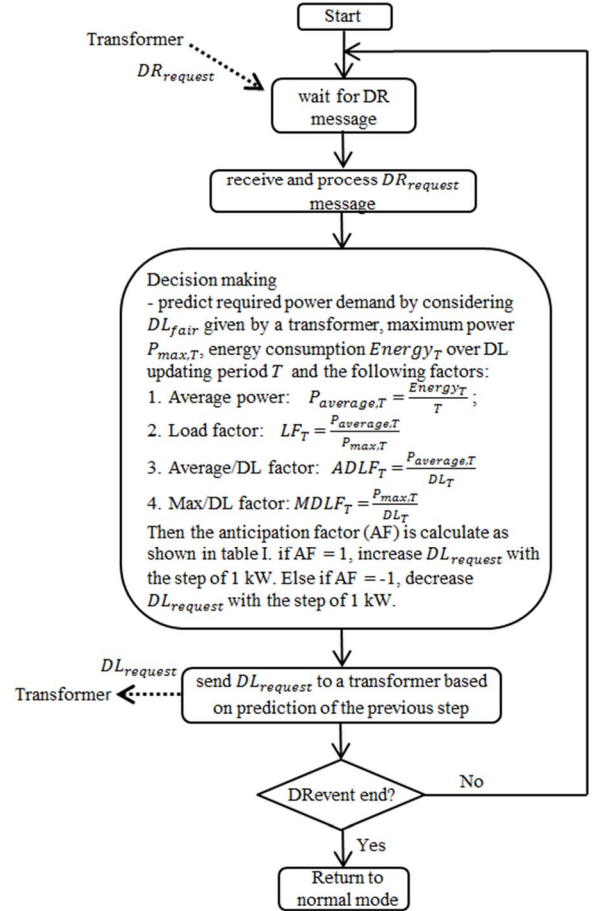 Start
Transformer
DR_request
wait for DR
message
receive and process DR_request
message
Decision making
- predict required power demand by considering
DL_fair given by a transformer, maximum power
P_max,T, energy consumption Energy_T over DL
updating period T and the following factors:
1. Average power: P_average,T = Energy_T / T ;
2. Load factor: LF_T = P_average,T / P_max,T
3. Average/DL factor: ADLF_T = P_average,T / DL_T
4. Max/DL factor: MDLF_T = P_max,T / DL_T
Then the anticipation factor (AF) is calculate as
shown in table I. if AF = 1, increase DL_request with
the step of 1 kW. Else if AF = -1, decrease
DL_request with the step of 1 kW.
DL_request
Transformer
send DL_request to a transformer based
on prediction of the previous step
DRevent end?
No
Yes
Return to
normal mode